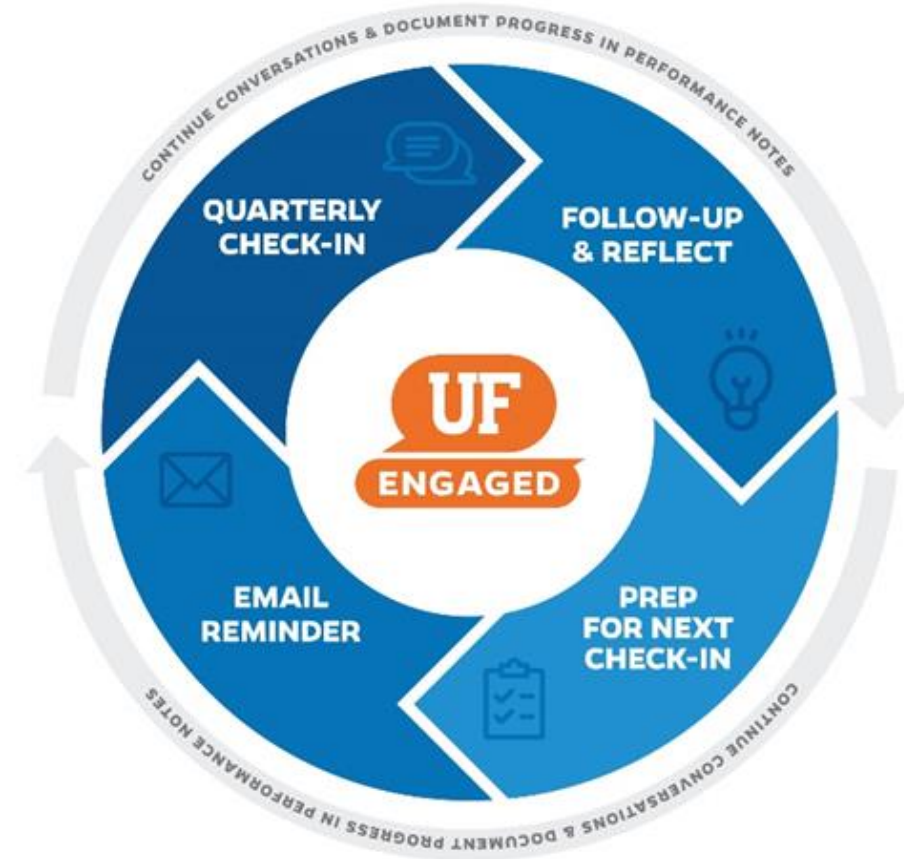 CONTINUE CONVERSATIONS & DOCUMENT PROGRESS IN PERFORMANCE NOTES
QUARTERLY
CHECK-IN
FOLLOW-UP
& REFLECT
UF
ENGAGED
EMAIL
REMINDER
PREP
FOR NEXT
CHECK-IN
CONTINUE CONVERSATIONS & DOCUMENT PROGRESS IN PERFORMANCE NOTES